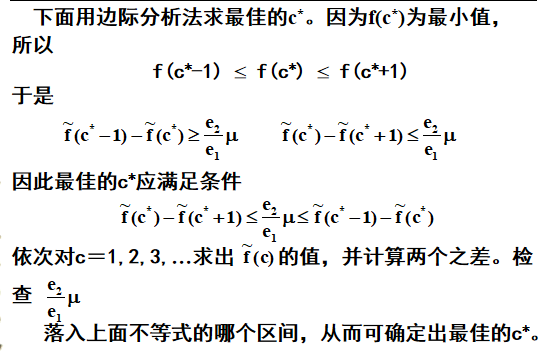 下面用边际分析法求最佳的c*。因为f(c*)为最小值,
所以
f(c*-1) ≤ f(c*) ≤ f(c*+1)
于是
f̃(c*−1)−f̃(c*)≥e₂/e₁ μ f̃(c*)−f̃(c*+1)≤e₂/e₁ μ
因此最佳的c*应满足条件
f̃(c*)−f̃(c*+1)≤e₂/e₁ μ≤f̃(c*−1)−f̃(c*)
依次对c=1,2,3,...求出 f̃(c)的值,并计算两个之差。检
查 e₂/e₁ μ
落入上面不等式的哪个区间,从而可确定出最佳的c*。